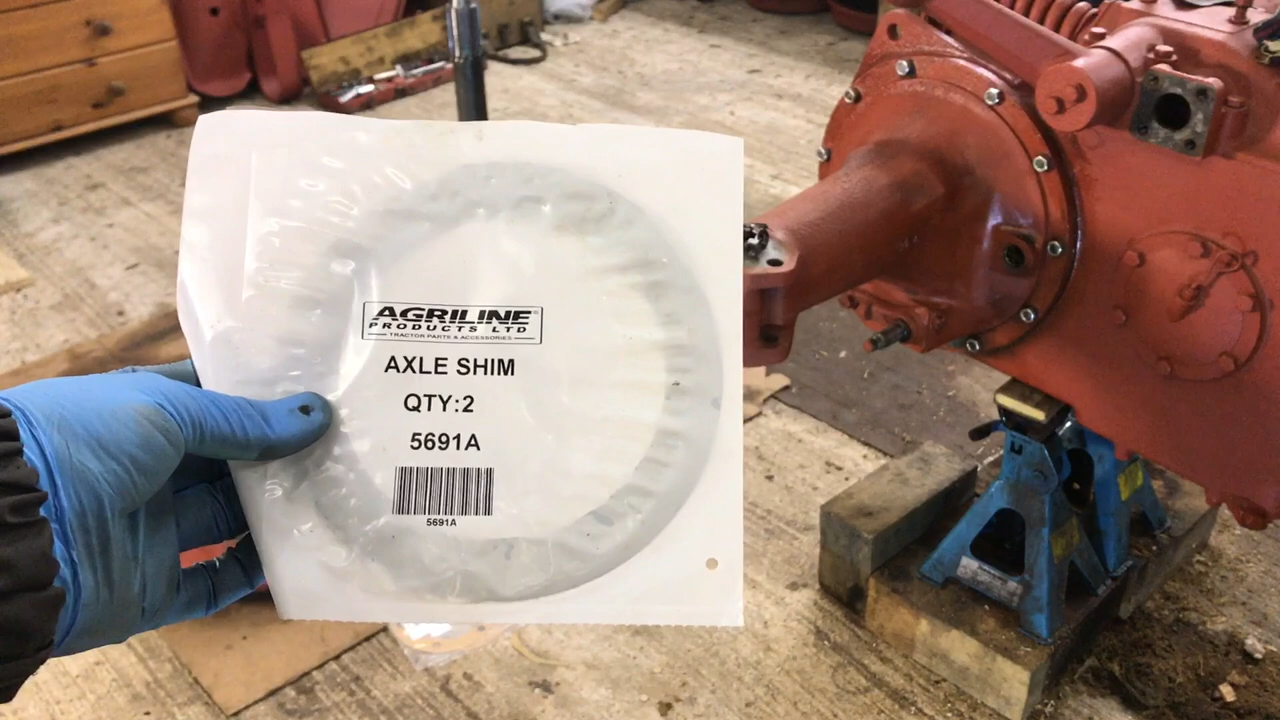 AGRILINE®
PRODUCTS LTD
TRACTOR PARTS & ACCESSORIES
AXLE SHIM
QTY:2
5691A
5691A